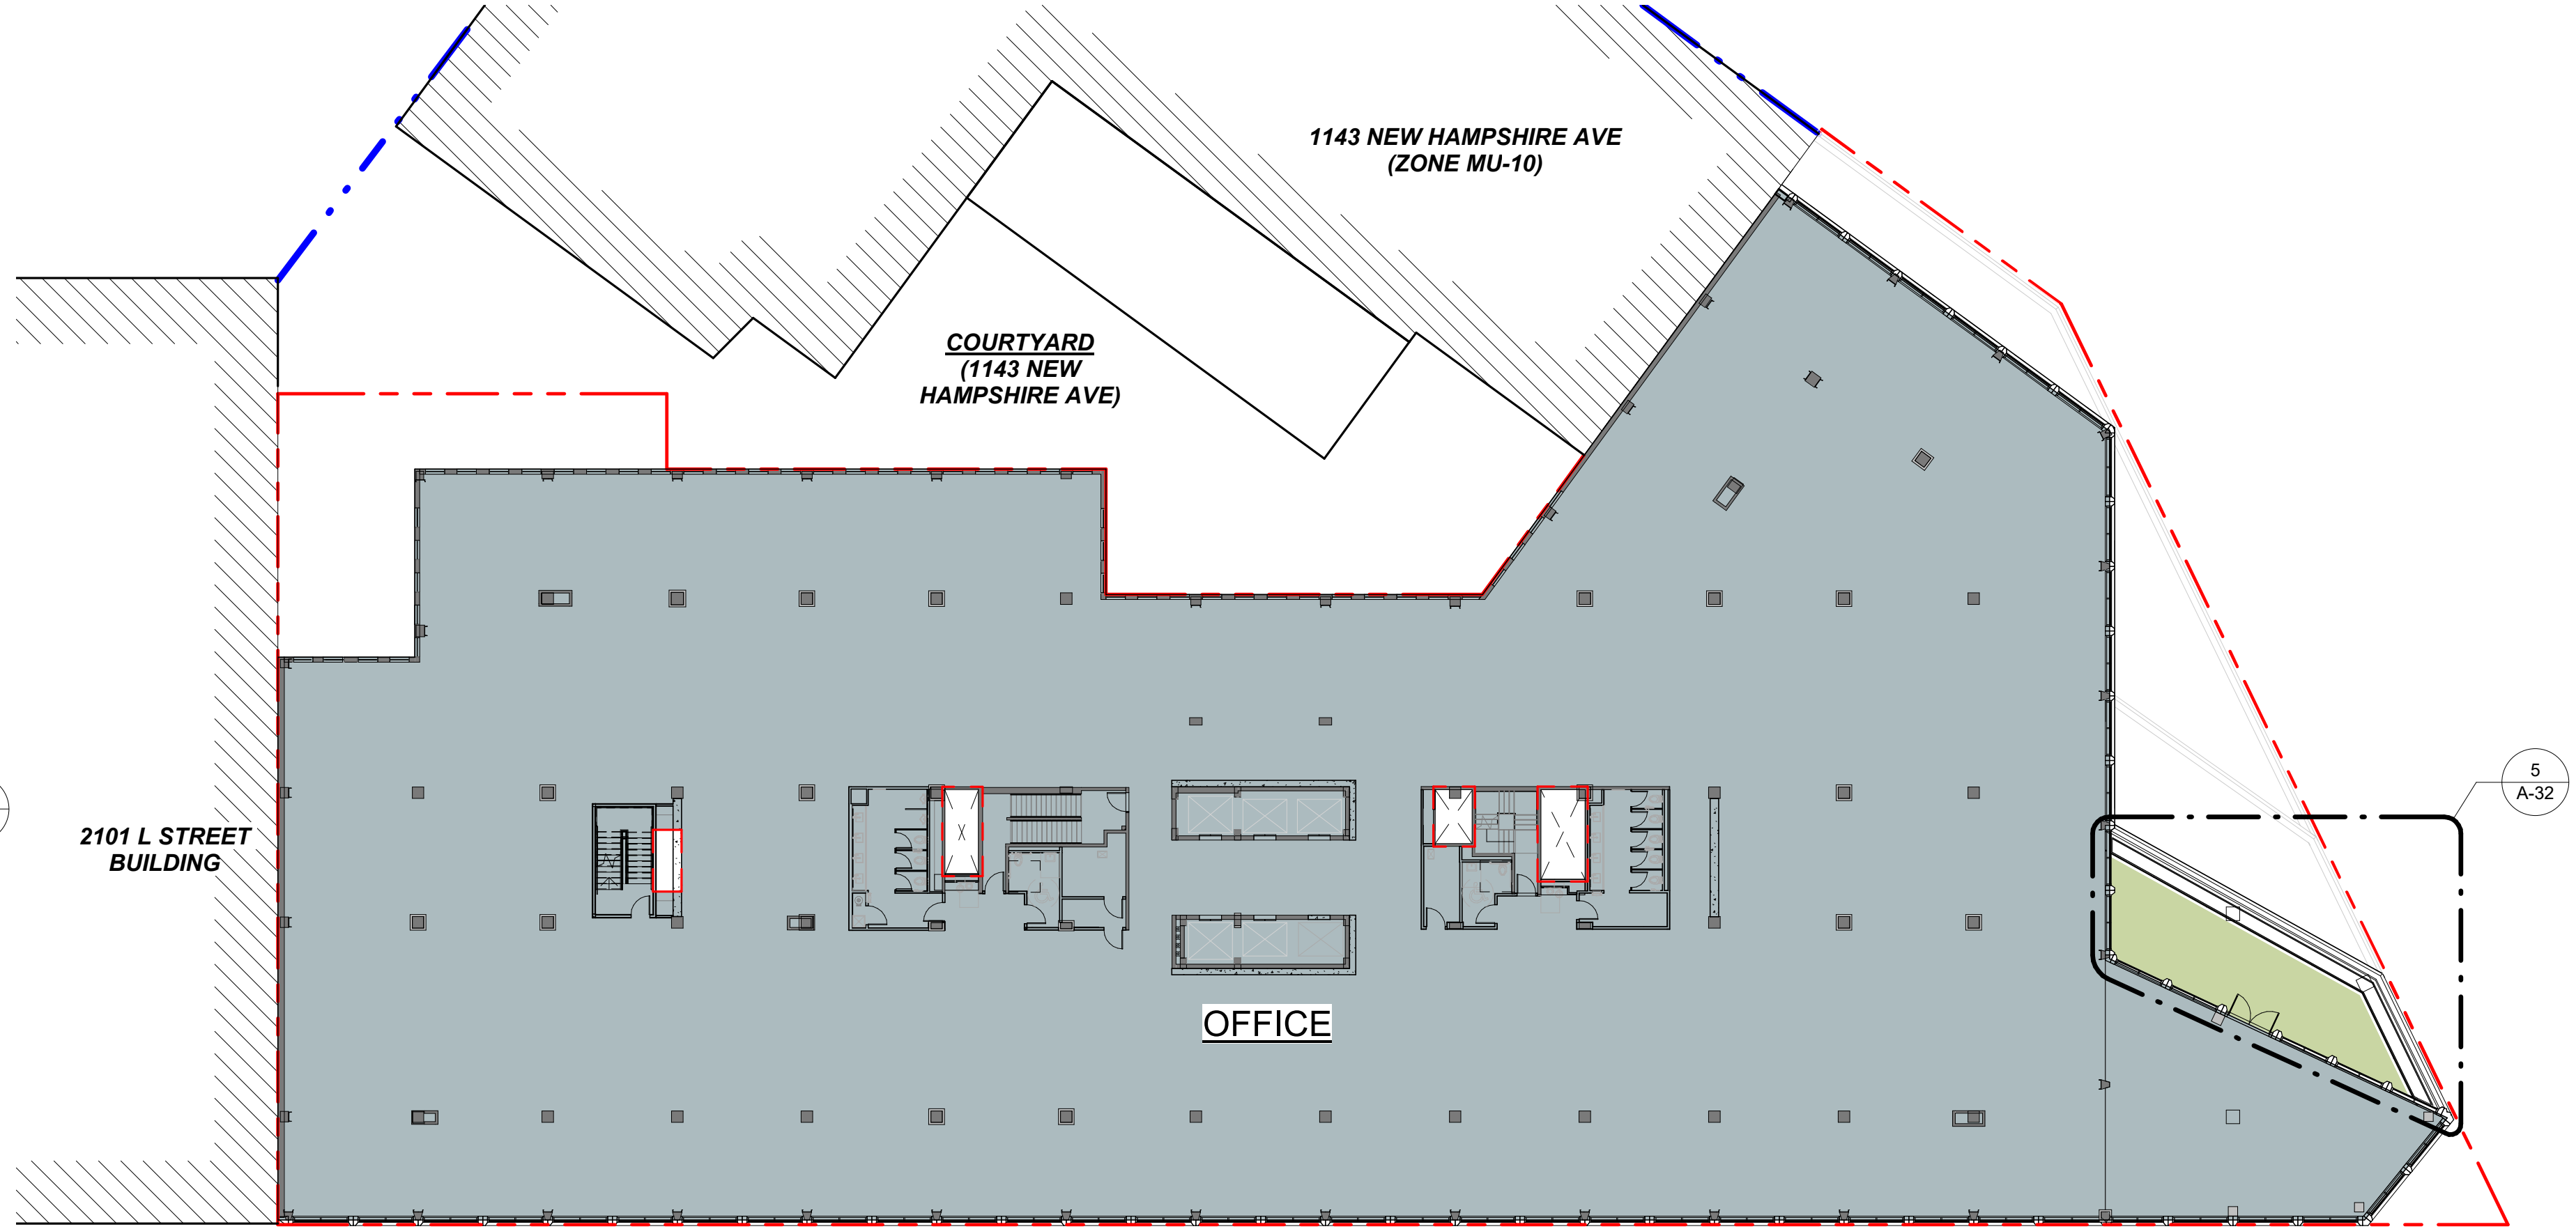 1143 NEW HAMPSHIRE AVE
(ZONE MU-10)
COURTYARD
(1143 NEW
HAMPSHIRE AVE)
5
A-32
2101 L STREET
BUILDING
OFFICE